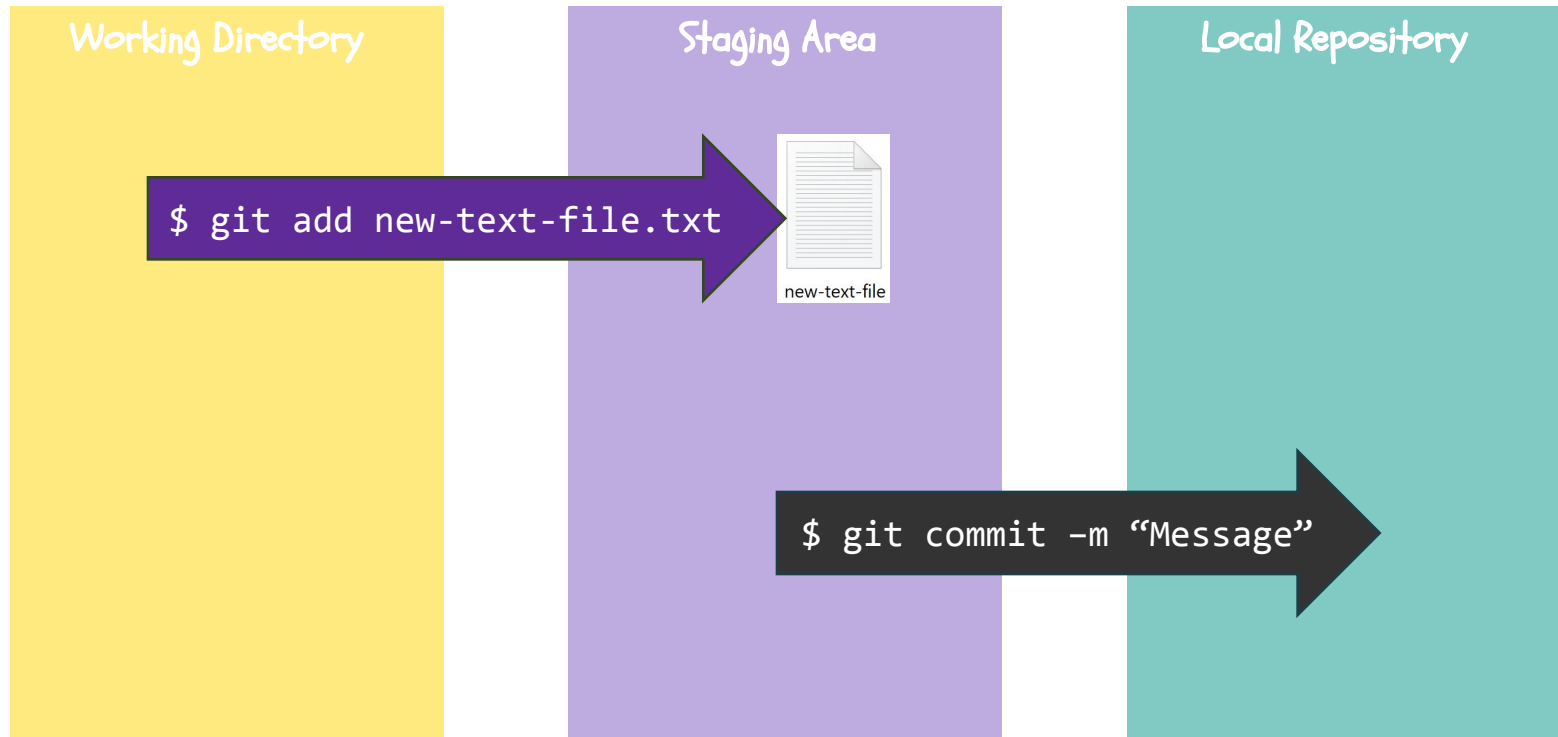 Working Directory
Staging Area
Local Repository
$ git add new-text-file.txt
new-text-file
$ git commit –m “Message”